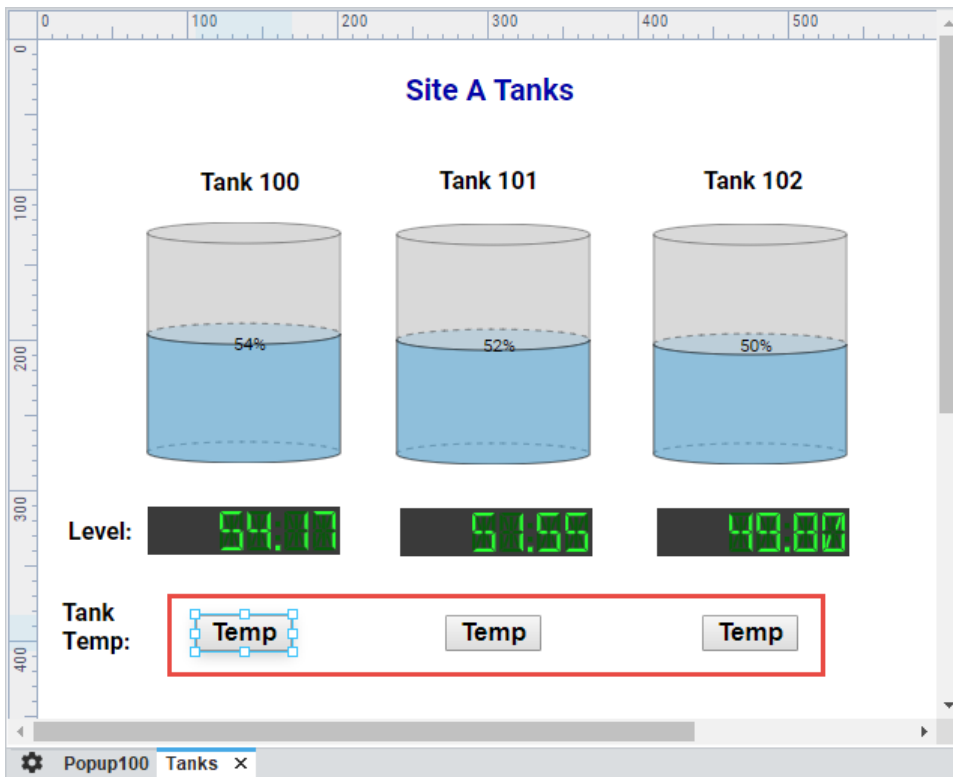 0 100 200 300 400 500
0
Site A Tanks
Tank 100 Tank 101 Tank 102
100
200
54% 52% 50%
300
Level: 54.17 51.55 49.80
Tank
Temp: Temp Temp Temp
400
Popup100 Tanks ×